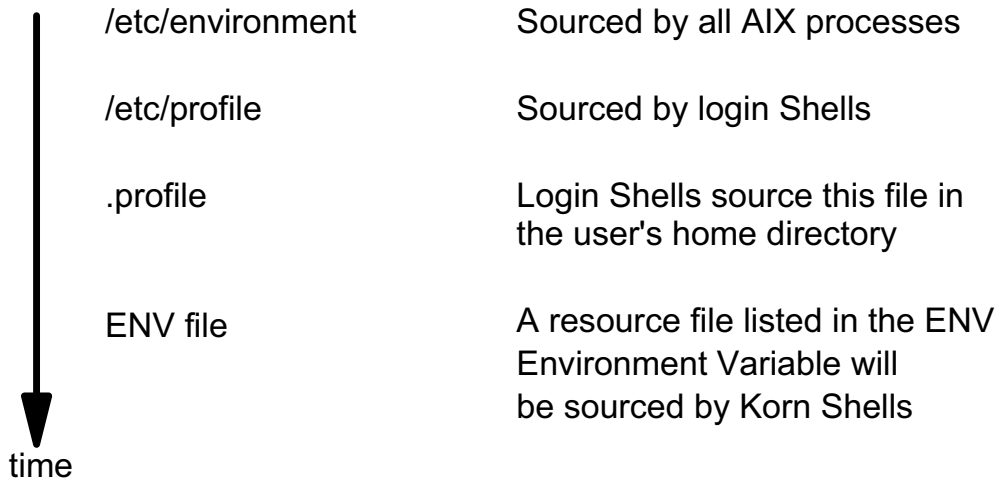 /etc/environment Sourced by all AIX processes
/etc/profile Sourced by login Shells
.profile Login Shells source this file in
the user's home directory
ENV file A resource file listed in the ENV
Environment Variable will
be sourced by Korn Shells
time